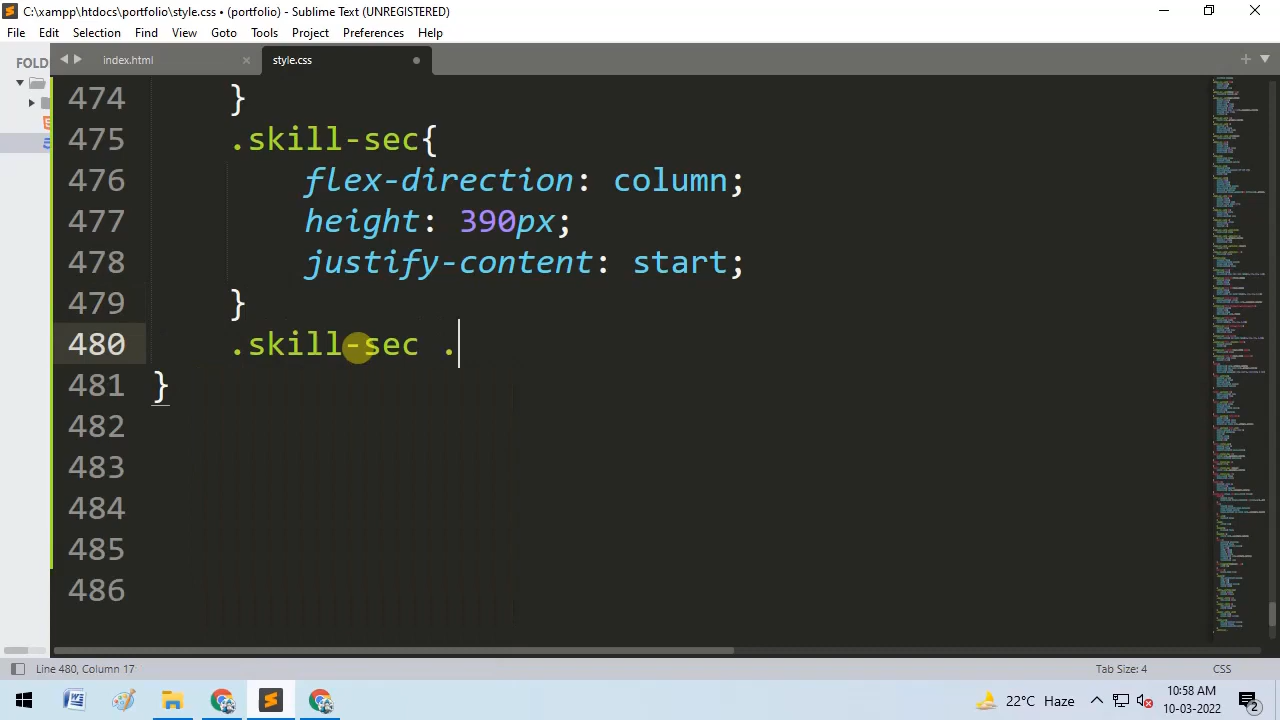 C:\xampp\htdocs\portfolio\style.css • (portfolio) - Sublime Text (UNREGISTERED)
File Edit Selection Find View Goto Tools Project Preferences Help
FOLD
index.html
style.css
474 }
475 .skill-sec{
476 flex-direction: column;
477 height: 390px;
478 justify-content: start;
479 }
480 .skill-sec .
481 }
482
483
484
485
486
Line 480, Column 17
Tab Size: 4
CSS
22°C Haze
10:58 AM
10-03-2022
2